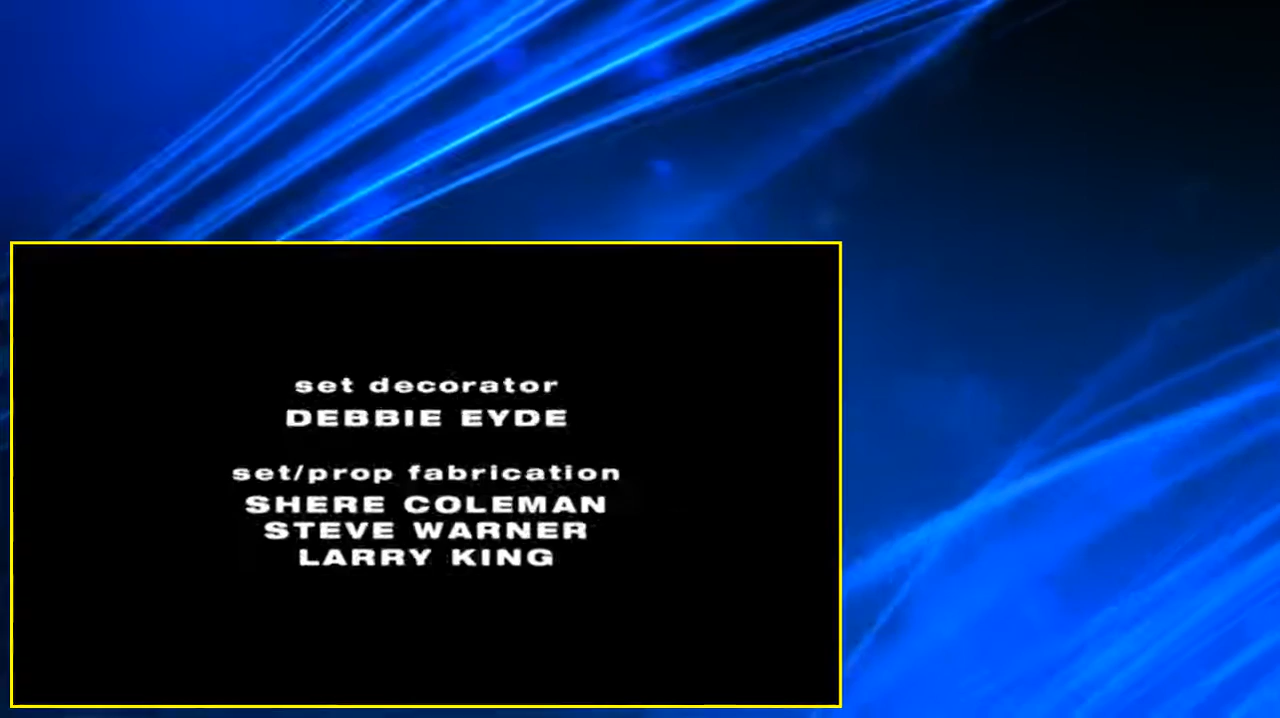 set decorator
DEBBIE EYDE
set/prop fabrication
SHERE COLEMAN
STEVE WARNER
LARRY KING